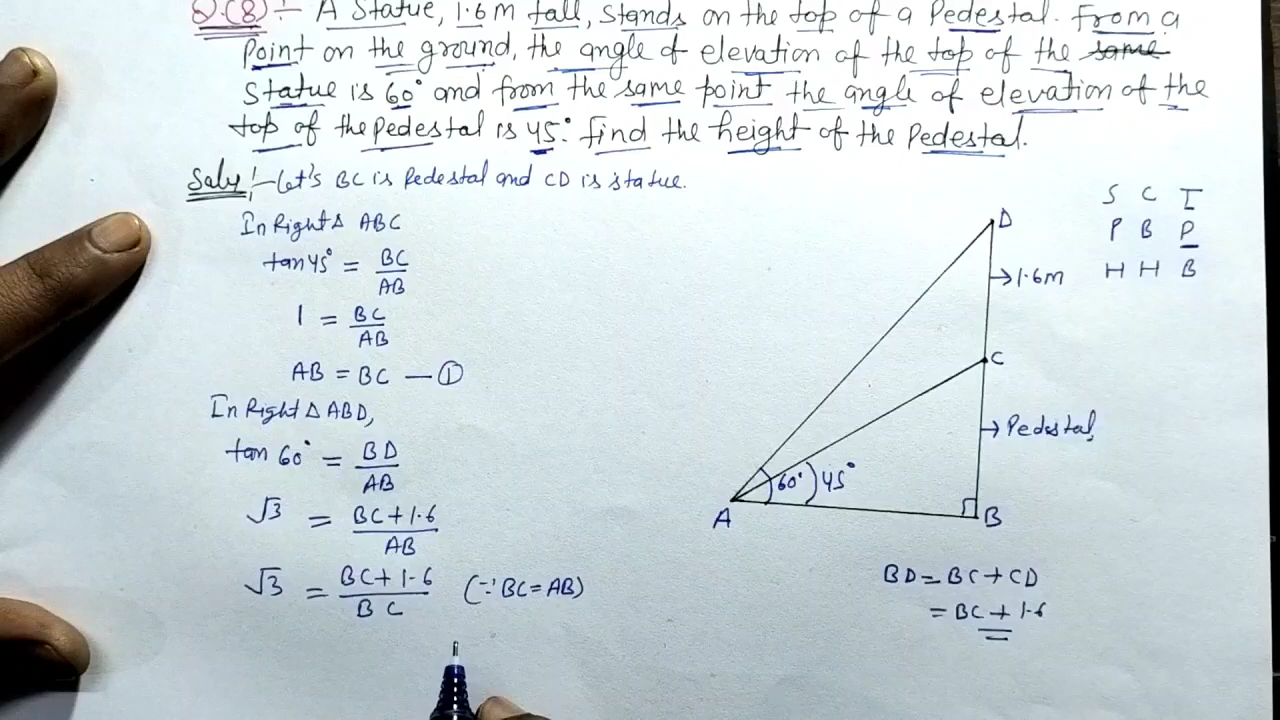 Q(8):- A Statue, 1.6 m tall, stands on the top of a Pedestal. From a
point on the ground, the angle of elevation of the top of the same
Statue is 60° and from the same point the angle of elevation of the
top of the pedestal is 45°. find the height of the Pedestal.
Soln:- Let's BC is Pedestal and CD is statue.
In Right △ ABC
tan 45° = BC/AB
1 = BC/AB
AB = BC — ①
In Right △ ABD,
tan 60° = BD/AB
√3 = BC+1.6/AB
√3 = BC+1.6/BC (∵ BC=AB)
S C T
P B P
H H B
D
→1.6m
C
→Pedestal,
60° 45°
A
B
BD = BC + CD
= BC + 1.6